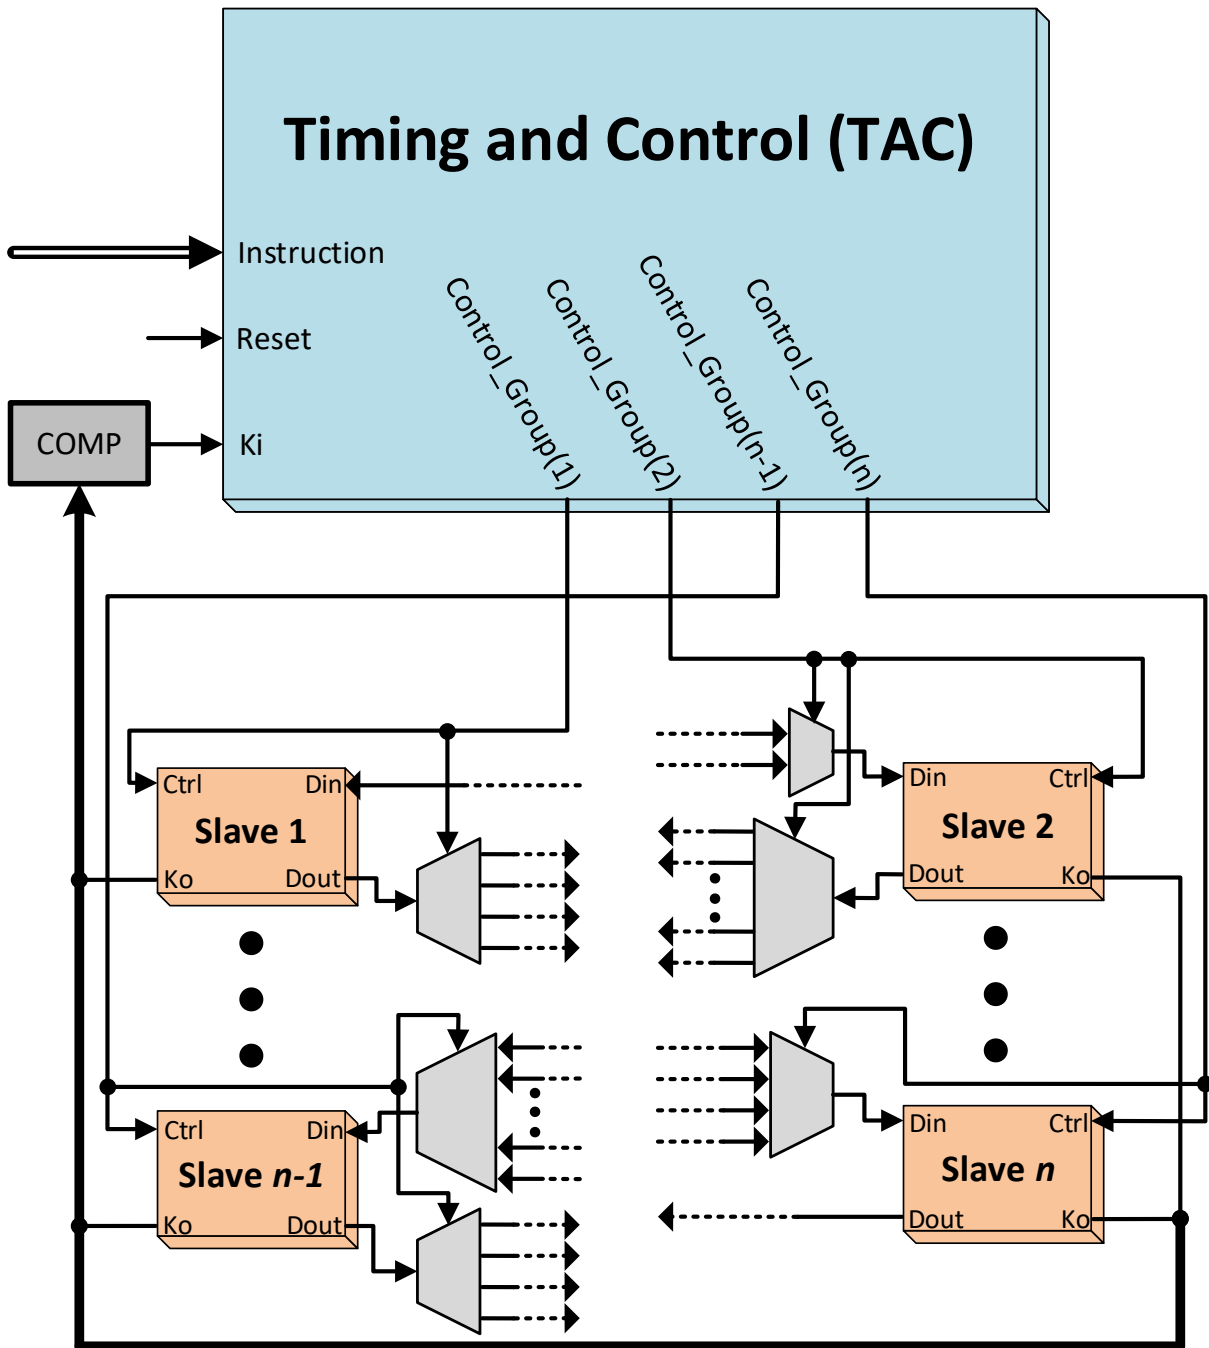 Timing and Control (TAC)
Instruction
Reset
Ki
COMP
Control_Group(1)
Control_Group(2)
Control_Group(n-1)
Control_Group(n)
Ctrl Din
Slave 1
Ko Dout
Din Ctrl
Slave 2
Dout Ko
Ctrl Din
Slave n-1
Ko Dout
Din Ctrl
Slave n
Dout Ko